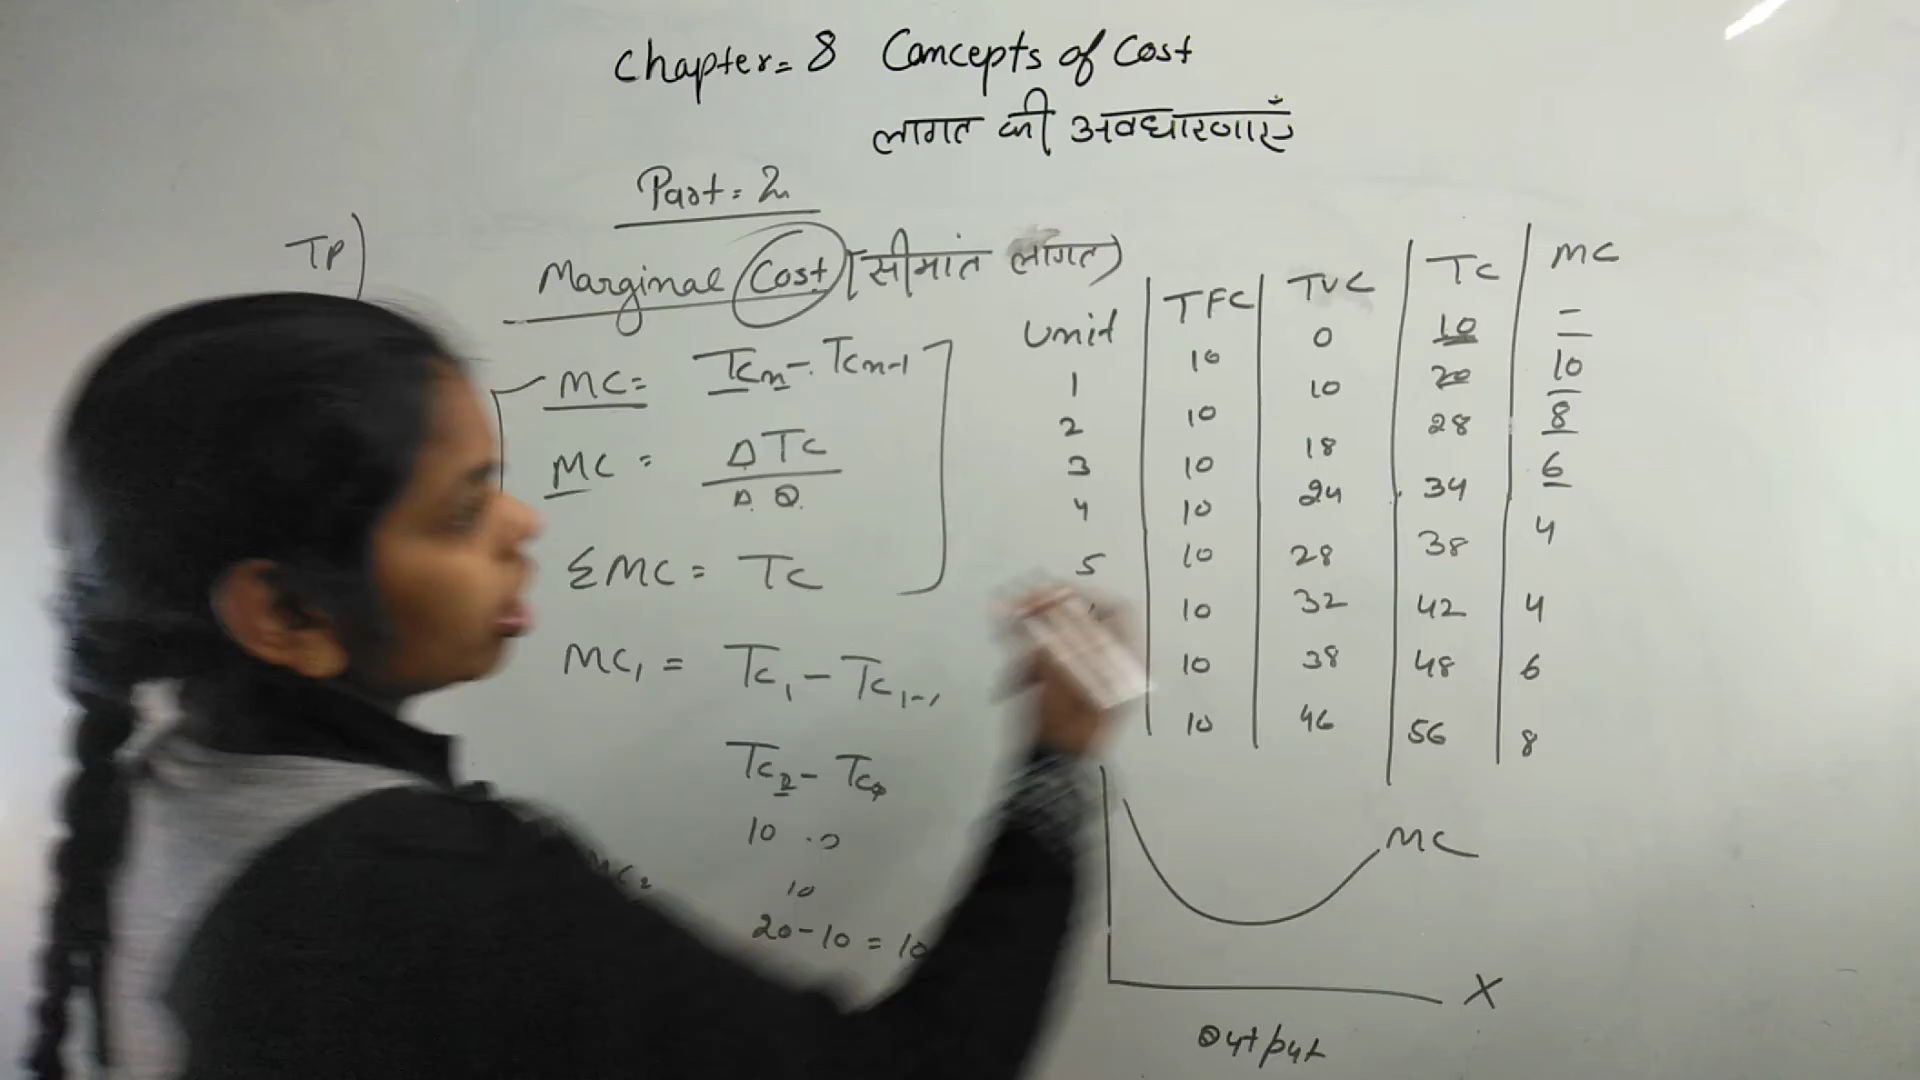 Chapter= 8 Concepts of Cost
लागत की अवधारणाएँ
Part= 2
TP)
Marginal Cost (सीमांत लागत)
MC= TCn - TCn-1
MC = ΔTC / ΔQ
ΣMC = TC
MC1 = TC1 - TC1-1
10
MC2
10
20-10 = 10
Unit TFC TVC TC MC
10 0 10 -
1 10 10 20 10
2 10 18 28 8
3 10 24 34 6
4 10 28 38 4
5 10 32 42 4
10 38 48 6
10 46 56 8
MC
X
Output